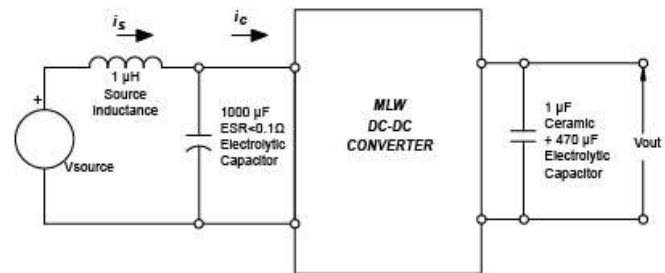 is
ic
1 µH
Source
Inductance
+
Vsource
1000 µF
ESR<0.1Ω
Electrolytic
Capacitor
MLW
DC-DC
CONVERTER
1 µF
Ceramic
+ 470 µF
Electrolytic
Capacitor
Vout